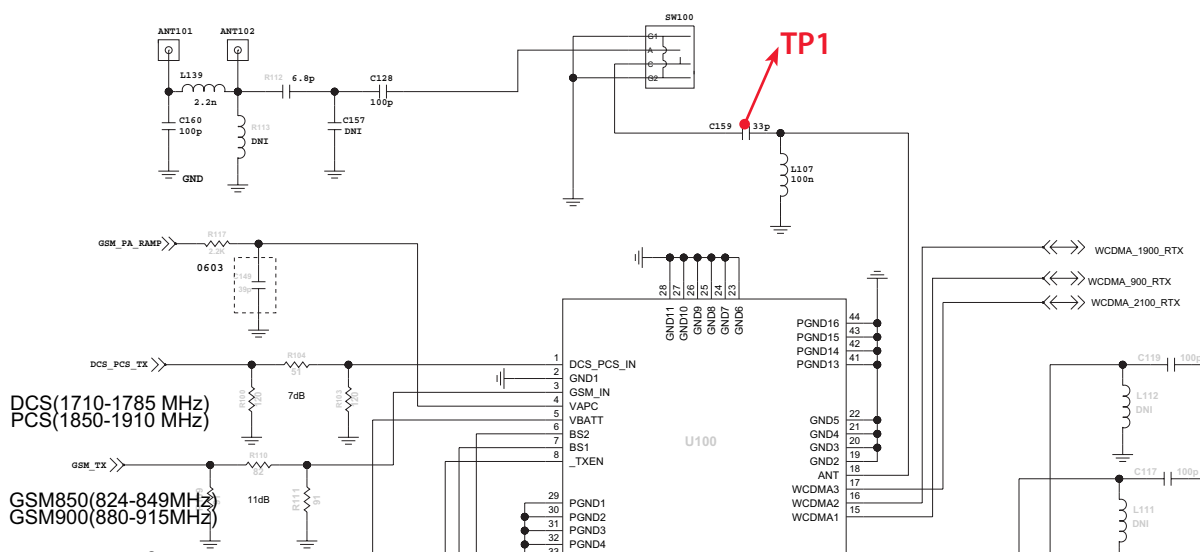 SW100
ANT101
ANT102
G1
A
C
G2
TP1
L139
2.2n
R112
6.8p
C128
100p
C160
100p
R113
DNI
C157
DNI
C159
33p
L107
100n
GND
GSM_PA_RAMP
R117
2.2K
0603
C149
39p
WCDMA_1900_RTX
WCDMA_900_RTX
WCDMA_2100_RTX
28
27
26
25
24
23
GND11
GND10
GND9
GND8
GND7
GND6
PGND16
44
PGND15
43
PGND14
42
PGND13
41
DCS_PCS_TX
R104
51
120
120
7dB
DCS(1710-1785 MHz)
PCS(1850-1910 MHz)
1
DCS_PCS_IN
2
GND1
3
GSM_IN
4
VAPC
5
VBATT
6
BS2
7
BS1
8
_TXEN
U100
GND5
22
GND4
21
GND3
20
GND2
19
ANT
18
WCDMA3
17
WCDMA2
16
WCDMA1
15
C119
100p
L112
DNI
C117
100p
L111
DNI
GSM_TX
R110
82
R111
91
11dB
GSM850(824-849MHz)
GSM900(880-915MHz)
29
PGND1
30
PGND2
31
PGND3
32
PGND4
33